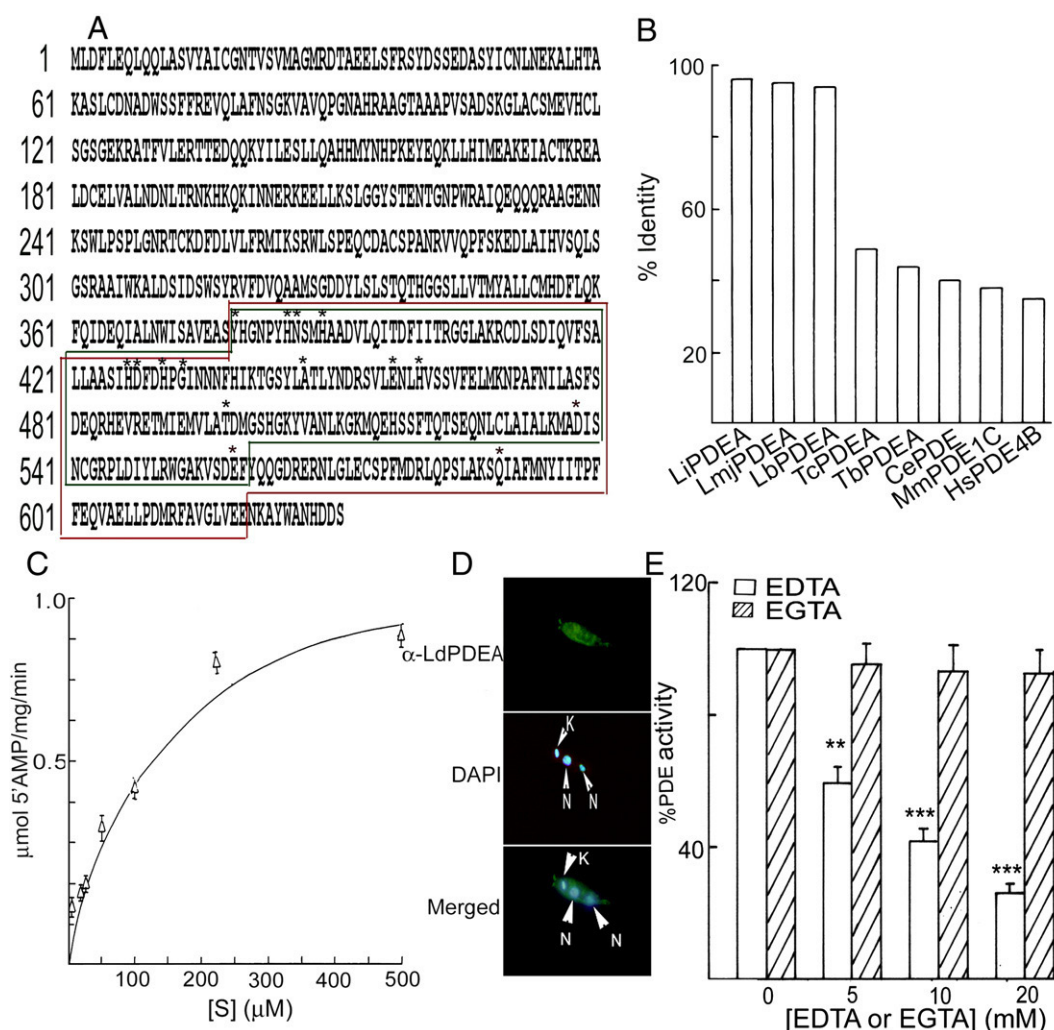 A
1 MLDFLEQLQQLASVYAICGNTVSVMAGMRDTAEELSFRSYDSSEDASYICNLNEKALHTA
61 KASLCDNADWSSFFREVQLAFNSGKVAVQPGNAHRAAGTAAAPVSADSKGLACSMEVHCL
121 SGSGEKRATFVLERTTEDQQKYILESLLQAHHMYNHPKEYEQKLLHIMEAKEIACTKREA
181 LDCELVALNDNLTRNKHKQKINNERKEELLKSLGGYSTENTGNPWRAIQEQQQRAAGENN
241 KSWLPSPLGNRTCKDFDLVLFRMIKSRWLSPEQCDACSPANRVVQPFSKEDLAIHVSQLS
301 GSRAAIWKALDSIDSWSYRVFDVQAAMSGDDYLSLSTQTHGGSLLVTMYALLCMHDFLQK
361 FQIDEQIALNWISAVEASYHGNPYHNSMHAADVLQITDFIITRGGLAKRCDLSDIQVFSA
421 LLAASIHDFDHPGINNNFHIKTGSYLATLYNDRSVLENLHVSSVFELMKNPAFNILASFS
481 DEQRHEVRETMIEMVLATDMGSHGKYVANLKGKMQEHSSFTQTSEQNLCLAIALKMADIS
541 NCGRPLDIYLRWGAKVSDEFYQQGDRERNLGLECSPFMDRLQPSLAKSQIAFMNYIITPF
601 FEQVAELLPDMRFAVGLVEENKAYWANHDDS
B
% Identity
100
60
20
LiPDEA
LmjPDEA
LbPDEA
TcPDEA
TbPDEA
CePDE
MmPDE1C
HsPDE4B
C
μmol 5'AMP/mg/min
1.0
0.5
100 200 300 400 500
[S] (μM)
D
α-LdPDEA
DAPI
K
N
N
Merged
K
N
N
E
%PDE activity
120
40
EDTA
EGTA
**
***
***
0 5 10 20
[EDTA or EGTA] (mM)